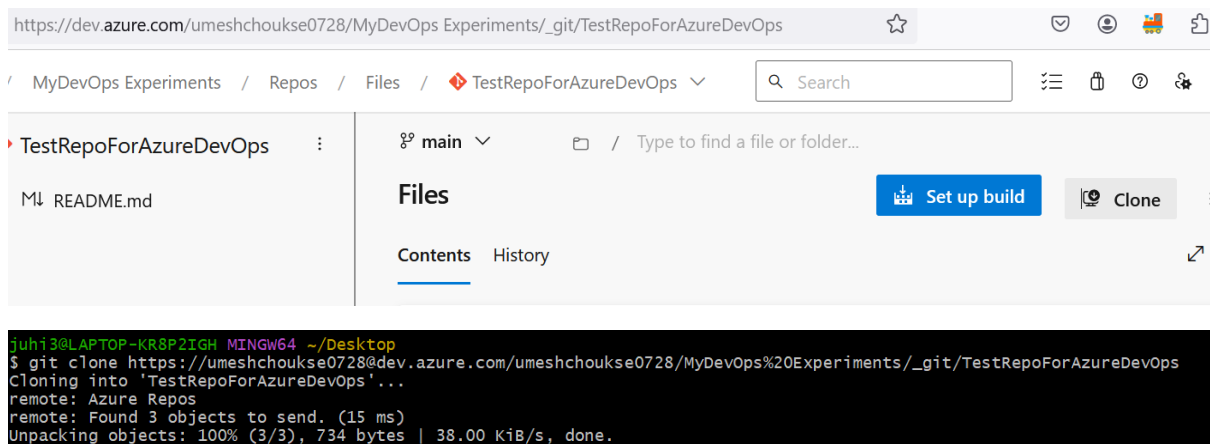 https://dev.azure.com/umeshchoukse0728/MyDevOps Experiments/_git/TestRepoForAzureDevOps
/ MyDevOps Experiments / Repos / Files / TestRepoForAzureDevOps
Search
TestRepoForAzureDevOps
main
/ Type to find a file or folder...
M↓ README.md
Files
Set up build
Clone
Contents History
juhi3@LAPTOP-KR8P2IGH MINGW64 ~/Desktop
$ git clone https://umeshchoukse0728@dev.azure.com/umeshchoukse0728/MyDevOps%20Experiments/_git/TestRepoForAzureDevOps
Cloning into 'TestRepoForAzureDevOps'...
remote: Azure Repos
remote: Found 3 objects to send. (15 ms)
Unpacking objects: 100% (3/3), 734 bytes | 38.00 KiB/s, done.